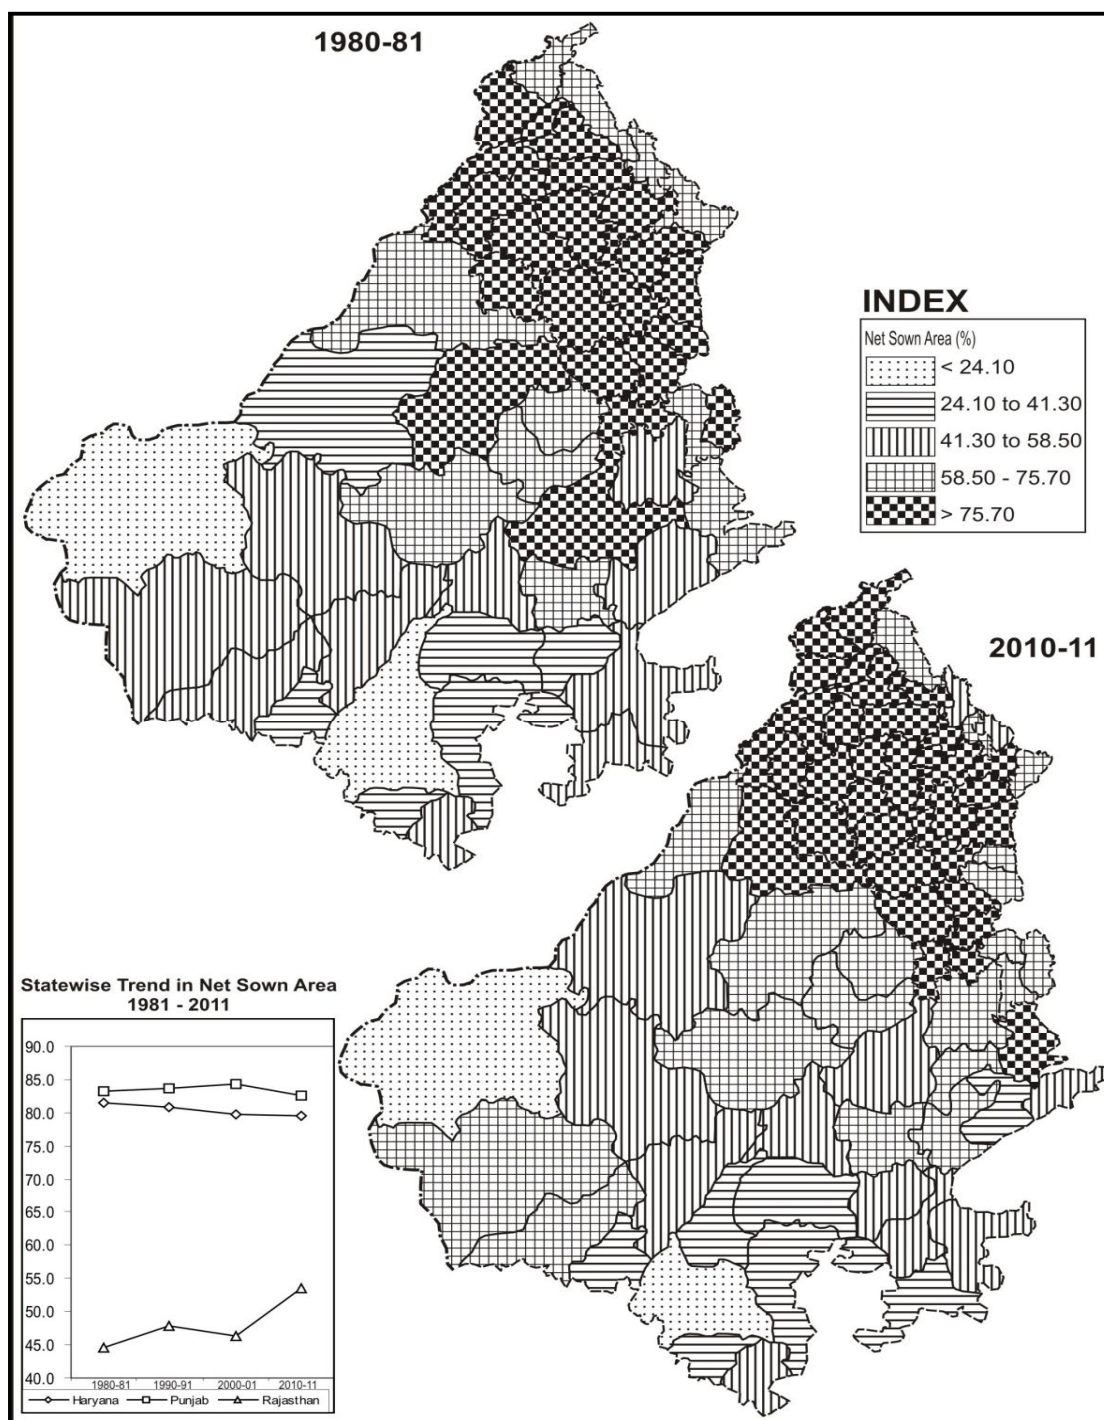 1980-81
INDEX
Net Sown Area (%)
< 24.10
24.10 to 41.30
41.30 to 58.50
58.50 - 75.70
> 75.70
2010-11
Statewise Trend in Net Sown Area
1981 - 2011
90.0
85.0
80.0
75.0
70.0
65.0
60.0
55.0
50.0
45.0
40.0
1980-81 1990-91 2000-01 2010-11
Haryana Punjab Rajasthan